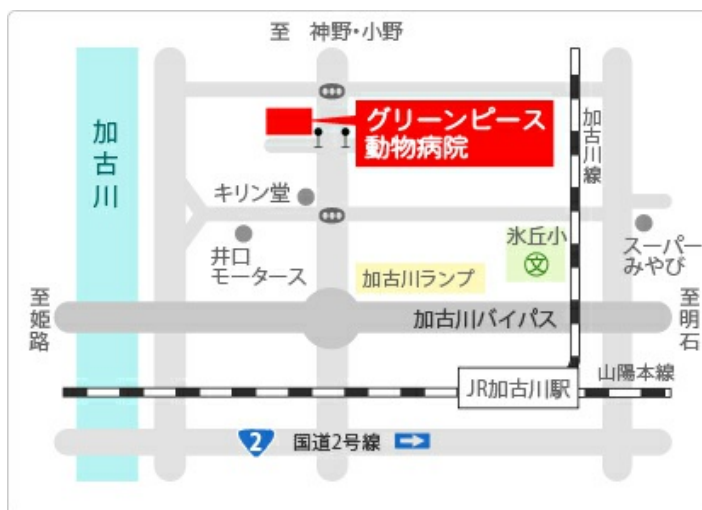 至 神野・小野
加古川
グリーンピース
動物病院
加古川線
キリン堂
井口
モータース
氷丘小
文
スーパー
みやび
加古川ランプ
至姫路
加古川バイパス
至明石
JR加古川駅
山陽本線
2
国道2号線